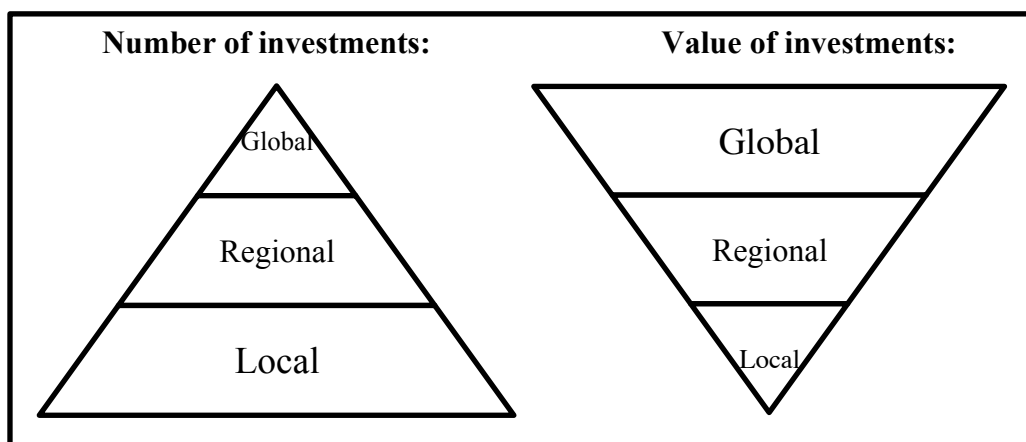 Number of investments:
Value of investments:
Global
Regional
Local
Global
Regional
Local